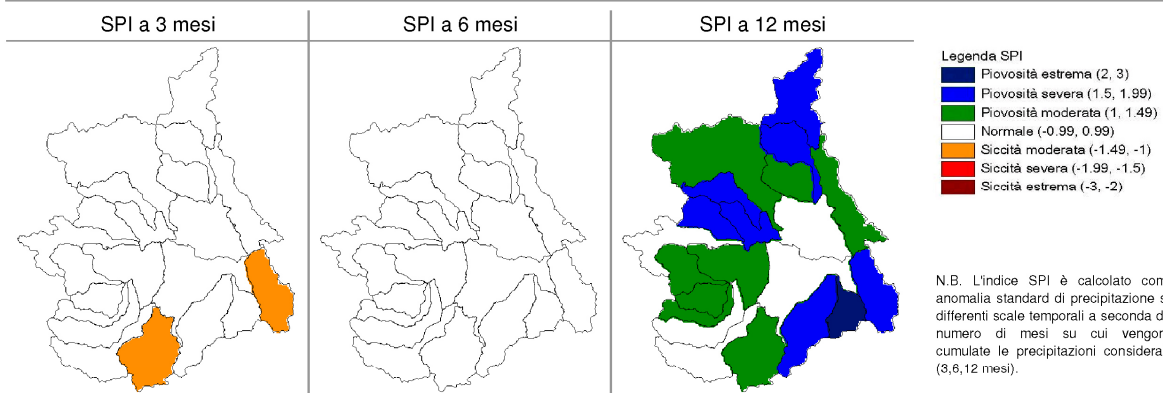 SPI a 3 mesi
SPI a 6 mesi
SPI a 12 mesi
Legenda SPI
Piovosità estrema (2, 3)
Piovosità severa (1.5, 1.99)
Piovosità moderata (1, 1.49)
Normale (-0.99, 0.99)
Siccità moderata (-1.49, -1)
Siccità severa (-1.99, -1.5)
Siccità estrema (-3, -2)
N.B. L'indice SPI è calcolato com
anomalia standard di precipitazione s
differenti scale temporali a seconda d
numero di mesi su cui vengon
cumulate le precipitazioni considera
(3,6,12 mesi).